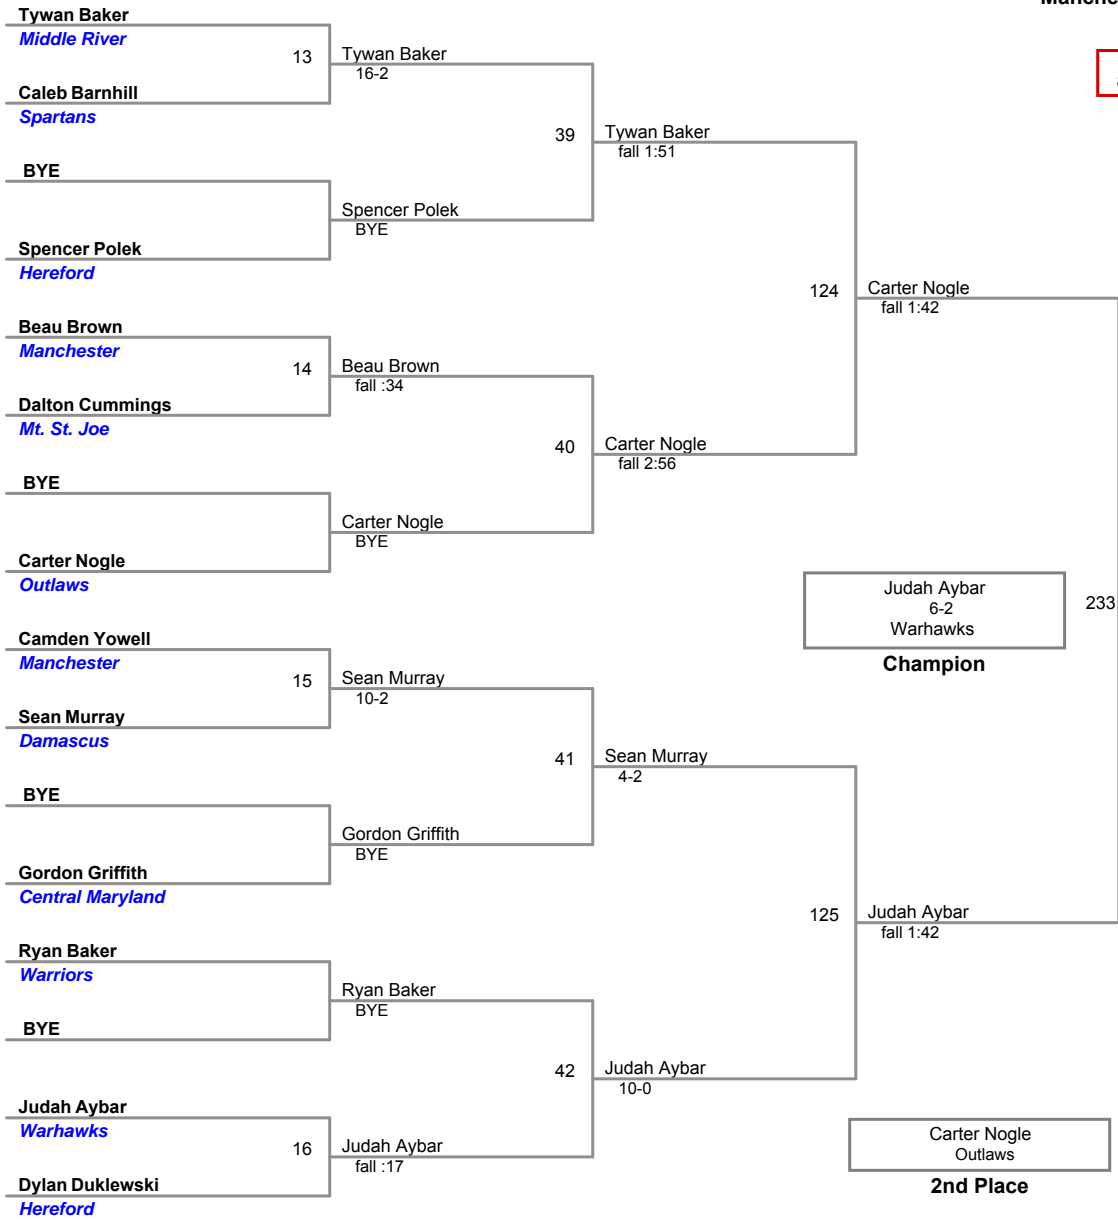 Tywan Baker
Middle River
13
Tywan Baker
16-2
Caleb Barnhill
Spartans
39
Tywan Baker
fall 1:51
BYE
Spencer Polek
BYE
Spencer Polek
Hereford
124
Carter Nogle
fall 1:42
Beau Brown
Manchester
14
Beau Brown
fall :34
Dalton Cummings
Mt. St. Joe
40
Carter Nogle
fall 2:56
BYE
Carter Nogle
BYE
Carter Nogle
Outlaws
Judah Aybar
6-2
Warhawks
233
Champion
Camden Yowell
Manchester
15
Sean Murray
10-2
Sean Murray
Damascus
41
Sean Murray
4-2
BYE
Gordon Griffith
BYE
Gordon Griffith
Central Maryland
125
Judah Aybar
fall 1:42
Ryan Baker
Warriors
Ryan Baker
BYE
BYE
42
Judah Aybar
10-0
Judah Aybar
Warhawks
16
Judah Aybar
fall :17
Dylan Duklewski
Hereford
Carter Nogle
Outlaws
2nd Place